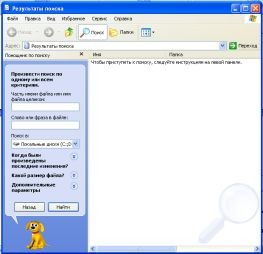 Результаты поиска
Файл Правка Вид Избранное Сервис Справка
Назад Поиск Папки
Адрес: Результаты поиска Переход
Помощник по поиску
Имя Папка
Чтобы приступить к поиску, следуйте инструкциям на левой панели.
Произвести поиск по
одному или всем
критериям.
Часть имени файла или имя
файла целиком:
Слово или фраза в файле:
Поиск в:
Локальные диски (C:;D:
Когда были
произведены
последние изменения?
Какой размер файла?
Дополнительные
параметры
Назад Найти